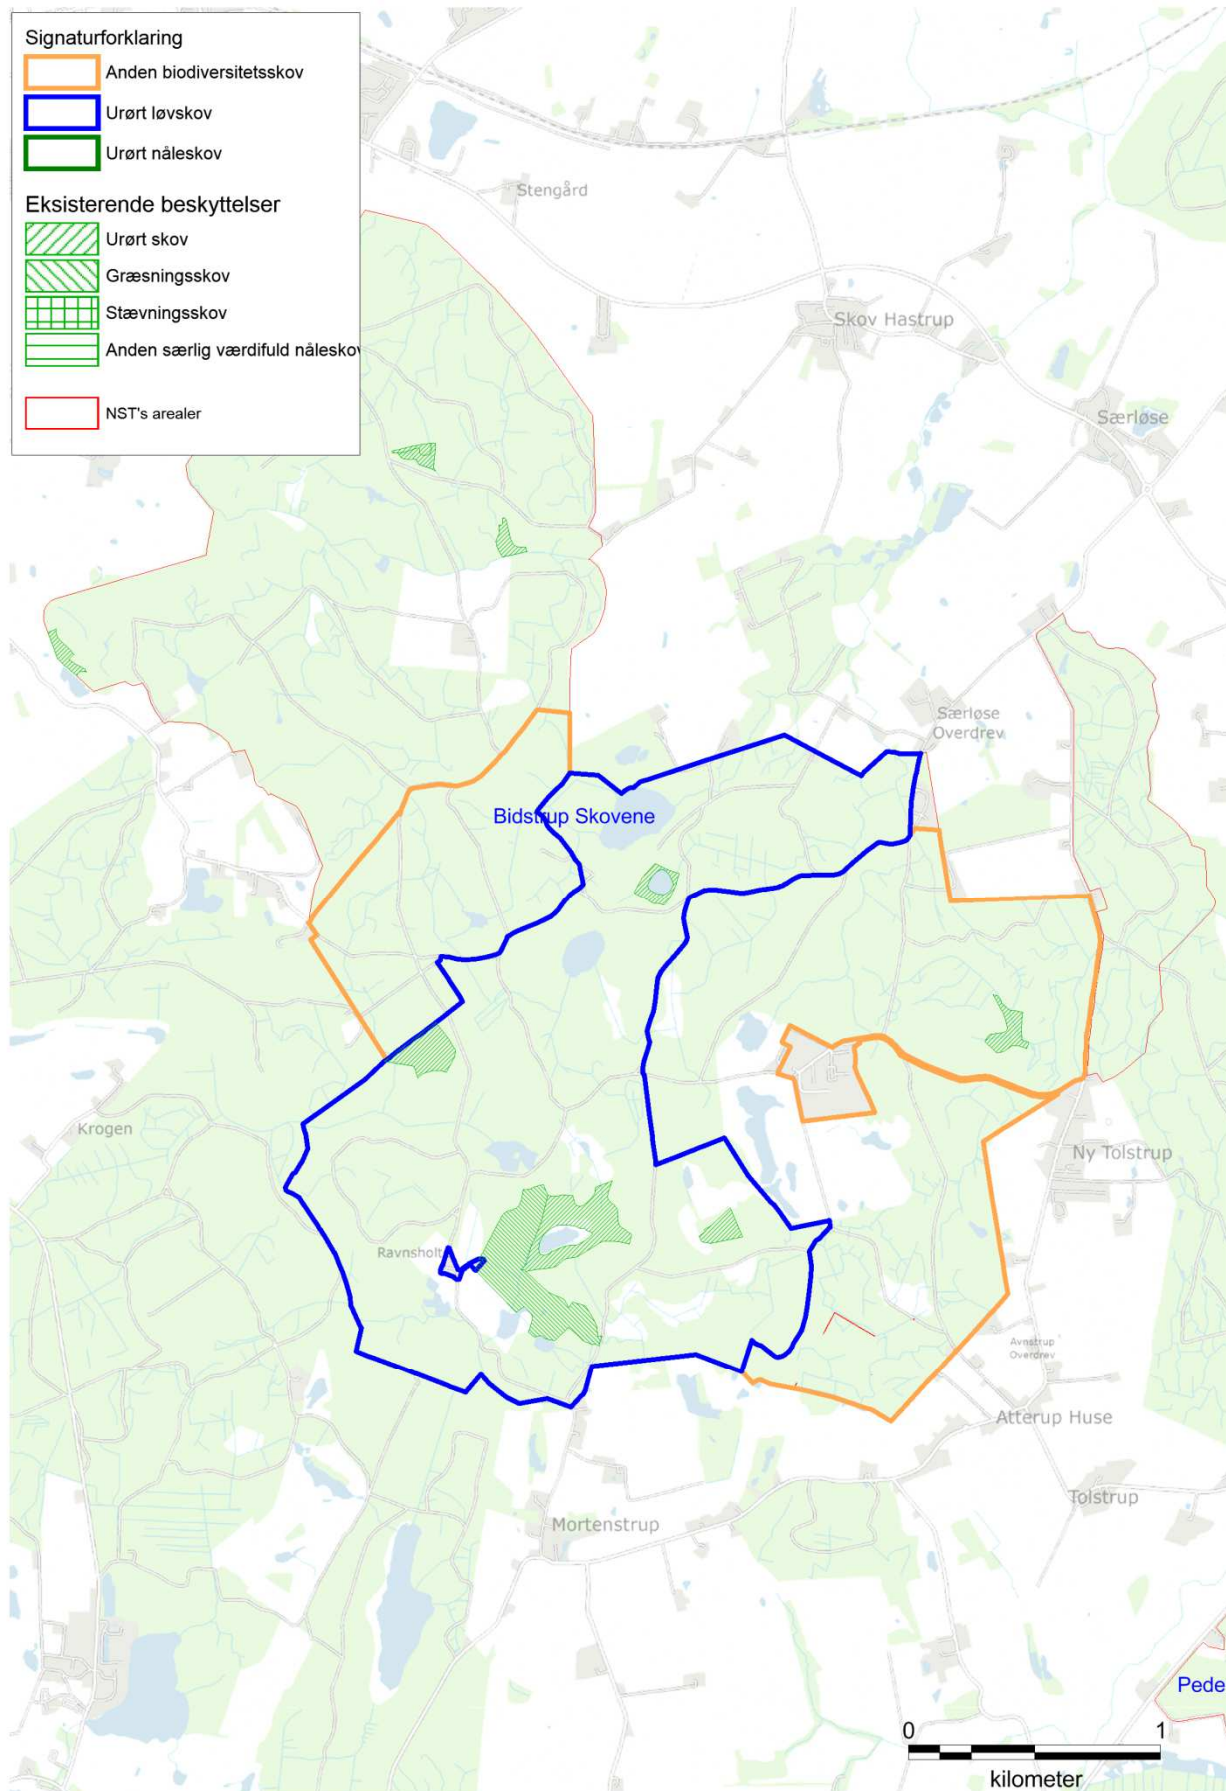 Signaturforklaring
Anden biodiversitetsskov
Urørt løvskov
Urørt nåleskov
Eksisterende beskyttelser
Urørt skov
Græsningsskov
Stævningsskov
Anden særlig værdifuld nåleskov
NST's arealer
Stengård
Skov Hastrup
Særløse
Særløse
Overdrev
Bidstrup Skovene
Krogen
Ny Tolstrup
Ravnsholt
Avnstrup
Overdrev
Atterup Huse
Tolstrup
Mortenstrup
Pede
0 1
kilometer